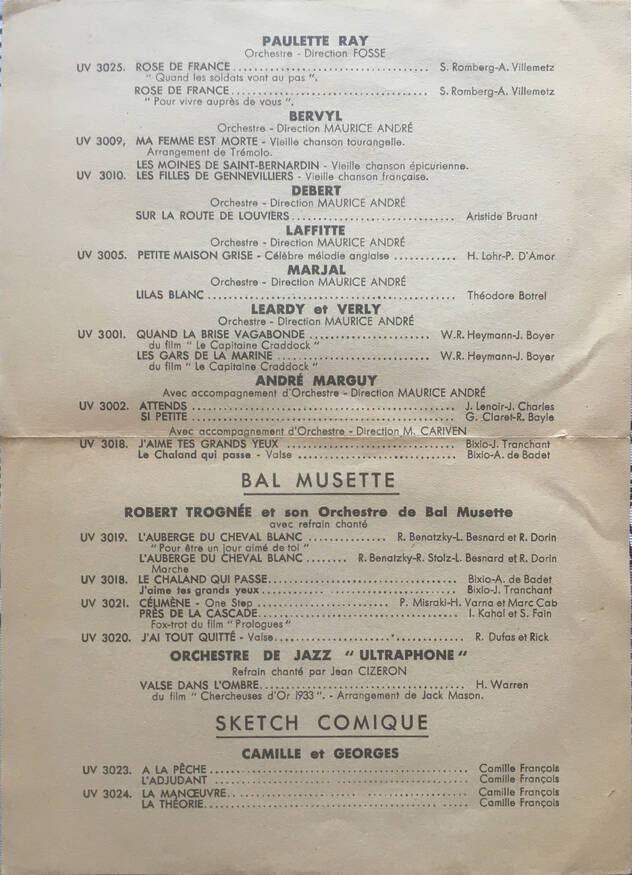 PAULETTE RAY
Orchestre - Direction FOSSE
UV 3025. ROSE DE FRANCE........................................ S. Romberg-A. Villemetz
" Quand les soldats vont au pas ".
ROSE DE FRANCE........................................ S. Romberg-A. Villemetz
" Pour vivre auprès de vous ".
BERVYL
Orchestre - Direction MAURICE ANDRÉ
UV 3009, MA FEMME EST MORTE - Vieille chanson tourangelle.
Arrangement de Trémolo.
LES MOINES DE SAINT-BERNARDIN - Vieille chanson épicurienne.
UV 3010. LES FILLES DE GENNEVILLIERS - Vieille chanson française.
DEBERT
Orchestre - Direction MAURICE ANDRÉ
SUR LA ROUTE DE LOUVIERS................................ Aristide Bruant
LAFFITTE
Orchestre - Direction MAURICE ANDRÉ
UV 3005. PETITE MAISON GRISE - Célèbre mélodie anglaise ............ H. Lohr-P. D'Amor
MARJAL
Orchestre - Direction MAURICE ANDRÉ
LILAS BLANC ................................................ Théodore Botrel
LEARDY et VERLY
Orchestre - Direction MAURICE ANDRÉ
UV 3001. QUAND LA BRISE VAGABONDE ........................ W.R. Heymann-J. Boyer
du film " Le Capitaine Craddock "
LES GARS DE LA MARINE ........................ W.R. Heymann-J. Boyer
du film " Le Capitaine Craddock "
ANDRÉ MARGUY
Avec accompagnement d'Orchestre - Direction MAURICE ANDRÉ
UV 3002. ATTENDS ................................................ J. Lenoir-J. Charles
SI PETITE ................................................ G. Claret-R. Bayle
Avec accompagnement d'Orchestre - Direction M. CARIVEN
UV 3018. J'AIME TES GRANDS YEUX ................................ Bixio-J. Tranchant
Le Chaland qui passe - Valse ................................ Bixio-A. de Badet
BAL MUSETTE
ROBERT TROGNÉE et son Orchestre de Bal Musette
avec refrain chanté
UV 3019. L'AUBERGE DU CHEVAL BLANC ............ R. Benatzky-L. Besnard et R. Dorin
"Pour être un jour aimé de toi "
L'AUBERGE DU CHEVAL BLANC ........ R. Benatzky-R. Stolz-L. Besnard et R. Dorin
Marche
UV 3018. LE CHALAND QUI PASSE................................ Bixio-A. de Badet
J'aime tes grands yeux................................ Bixio-J. Tranchant
UV 3021. CÉLIMÈNE - One Step ........................ P. Misraki-H. Varna et Marc Cab
PRÈS DE LA CASCADE................................ I. Kahal et S. Fain
Fox-trot du film " Prologues "
UV 3020. J'AI TOUT QUITTÉ - Valse................................ R. Dufas et Rick
ORCHESTRE DE JAZZ " ULTRAPHONE "
Refrain chanté par Jean CIZERON
VALSE DANS L'OMBRE........................................ H. Warren
du film " Chercheuses d'Or 1933 ". - Arrangement de Jack Mason.
SKETCH COMIQUE
CAMILLE et GEORGES
UV 3023. A LA PÊCHE................................................ Camille François
L'ADJUDANT ................................................ Camille François
UV 3024. LA MANŒUVRE........................................ Camille François
LA THÉORIE................................................ Camille François